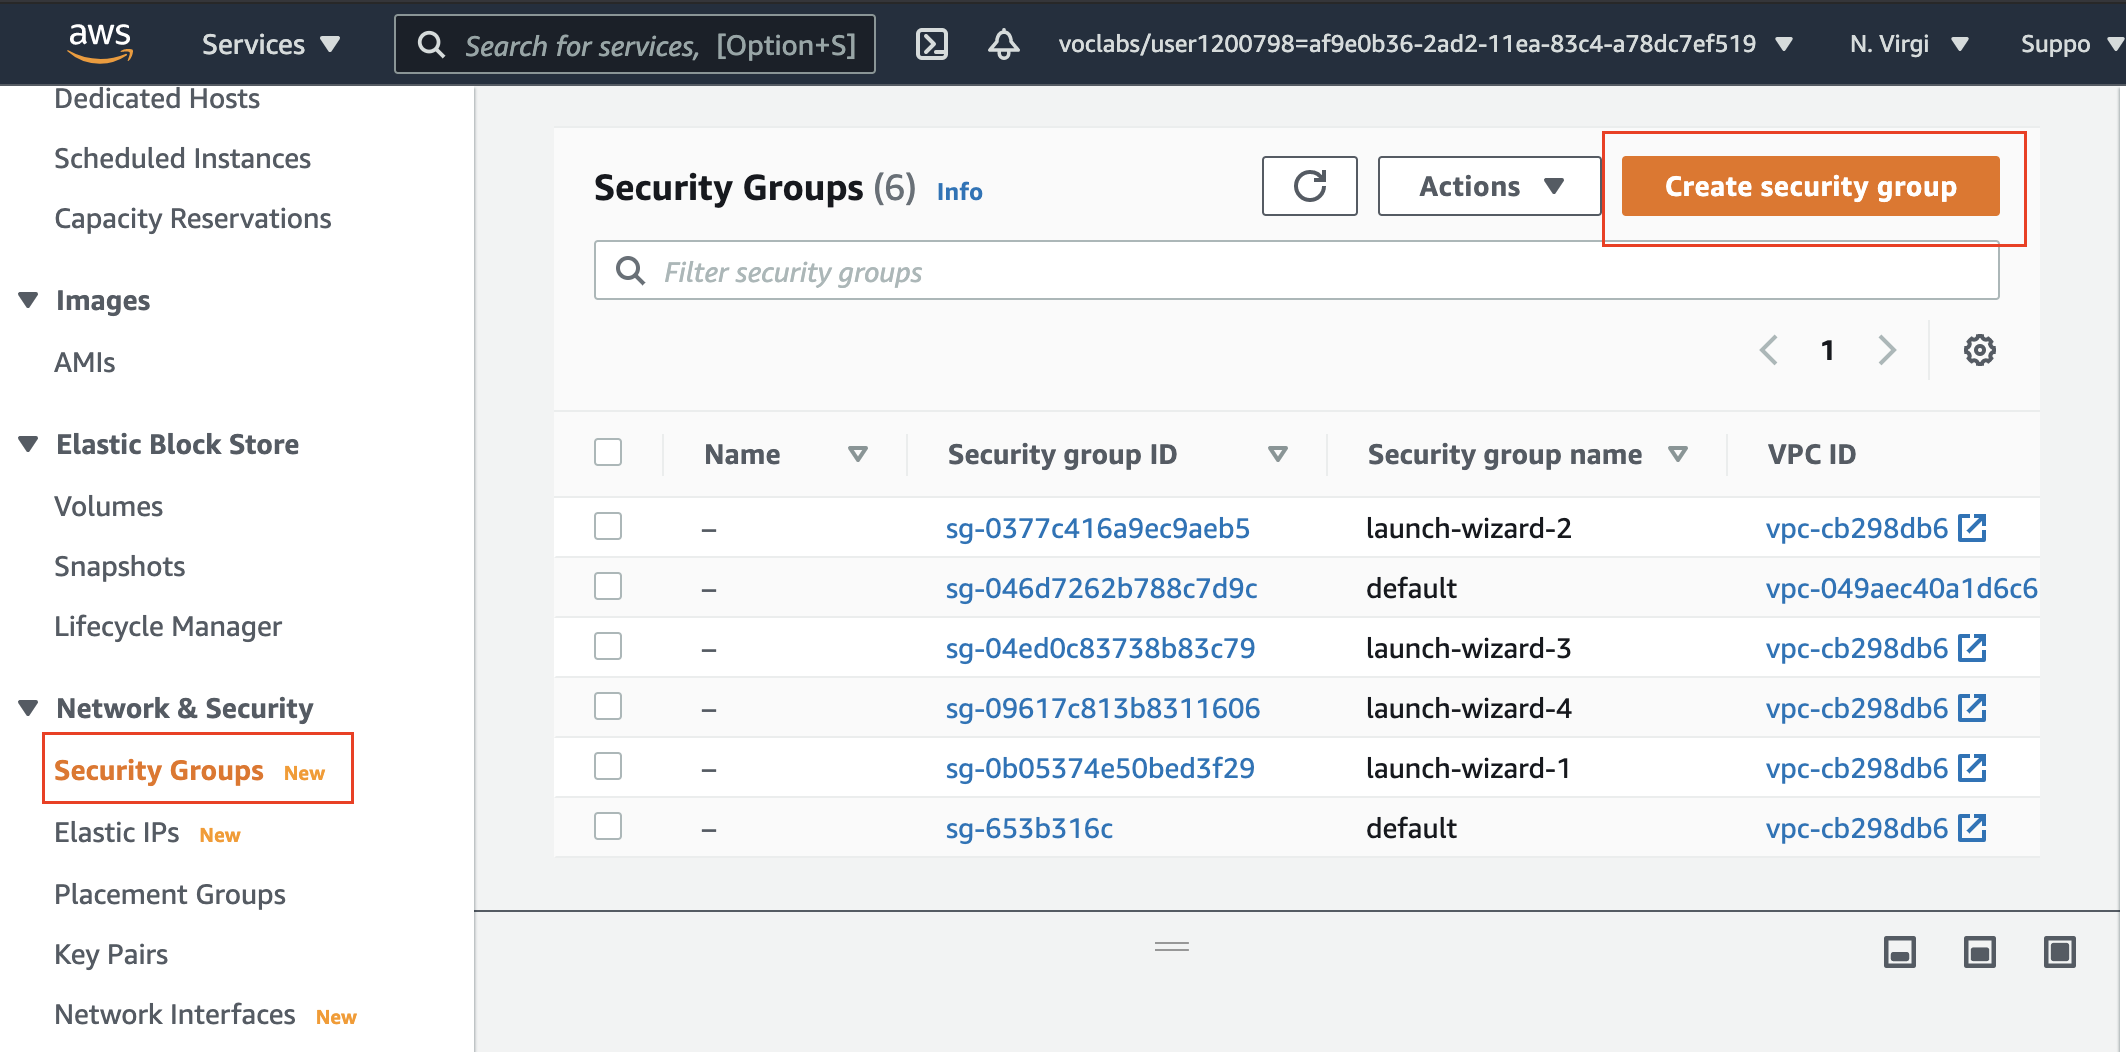 aws Services Search for services, [Option+S] voclabs/user1200798=af9e0b36-2ad2-11ea-83c4-a78dc7ef519 N. Virgi Suppo
Dedicated Hosts
Scheduled Instances
Capacity Reservations
Images
AMIs
Elastic Block Store
Volumes
Snapshots
Lifecycle Manager
Network & Security
Security Groups New
Elastic IPs New
Placement Groups
Key Pairs
Network Interfaces New
Security Groups (6) Info Actions Create security group
Filter security groups
1
Name Security group ID Security group name VPC ID
– sg-0377c416a9ec9aeb5 launch-wizard-2 vpc-cb298db6
– sg-046d7262b788c7d9c default vpc-049aec40a1d6c6
– sg-04ed0c83738b83c79 launch-wizard-3 vpc-cb298db6
– sg-09617c813b8311606 launch-wizard-4 vpc-cb298db6
– sg-0b05374e50bed3f29 launch-wizard-1 vpc-cb298db6
– sg-653b316c default vpc-cb298db6